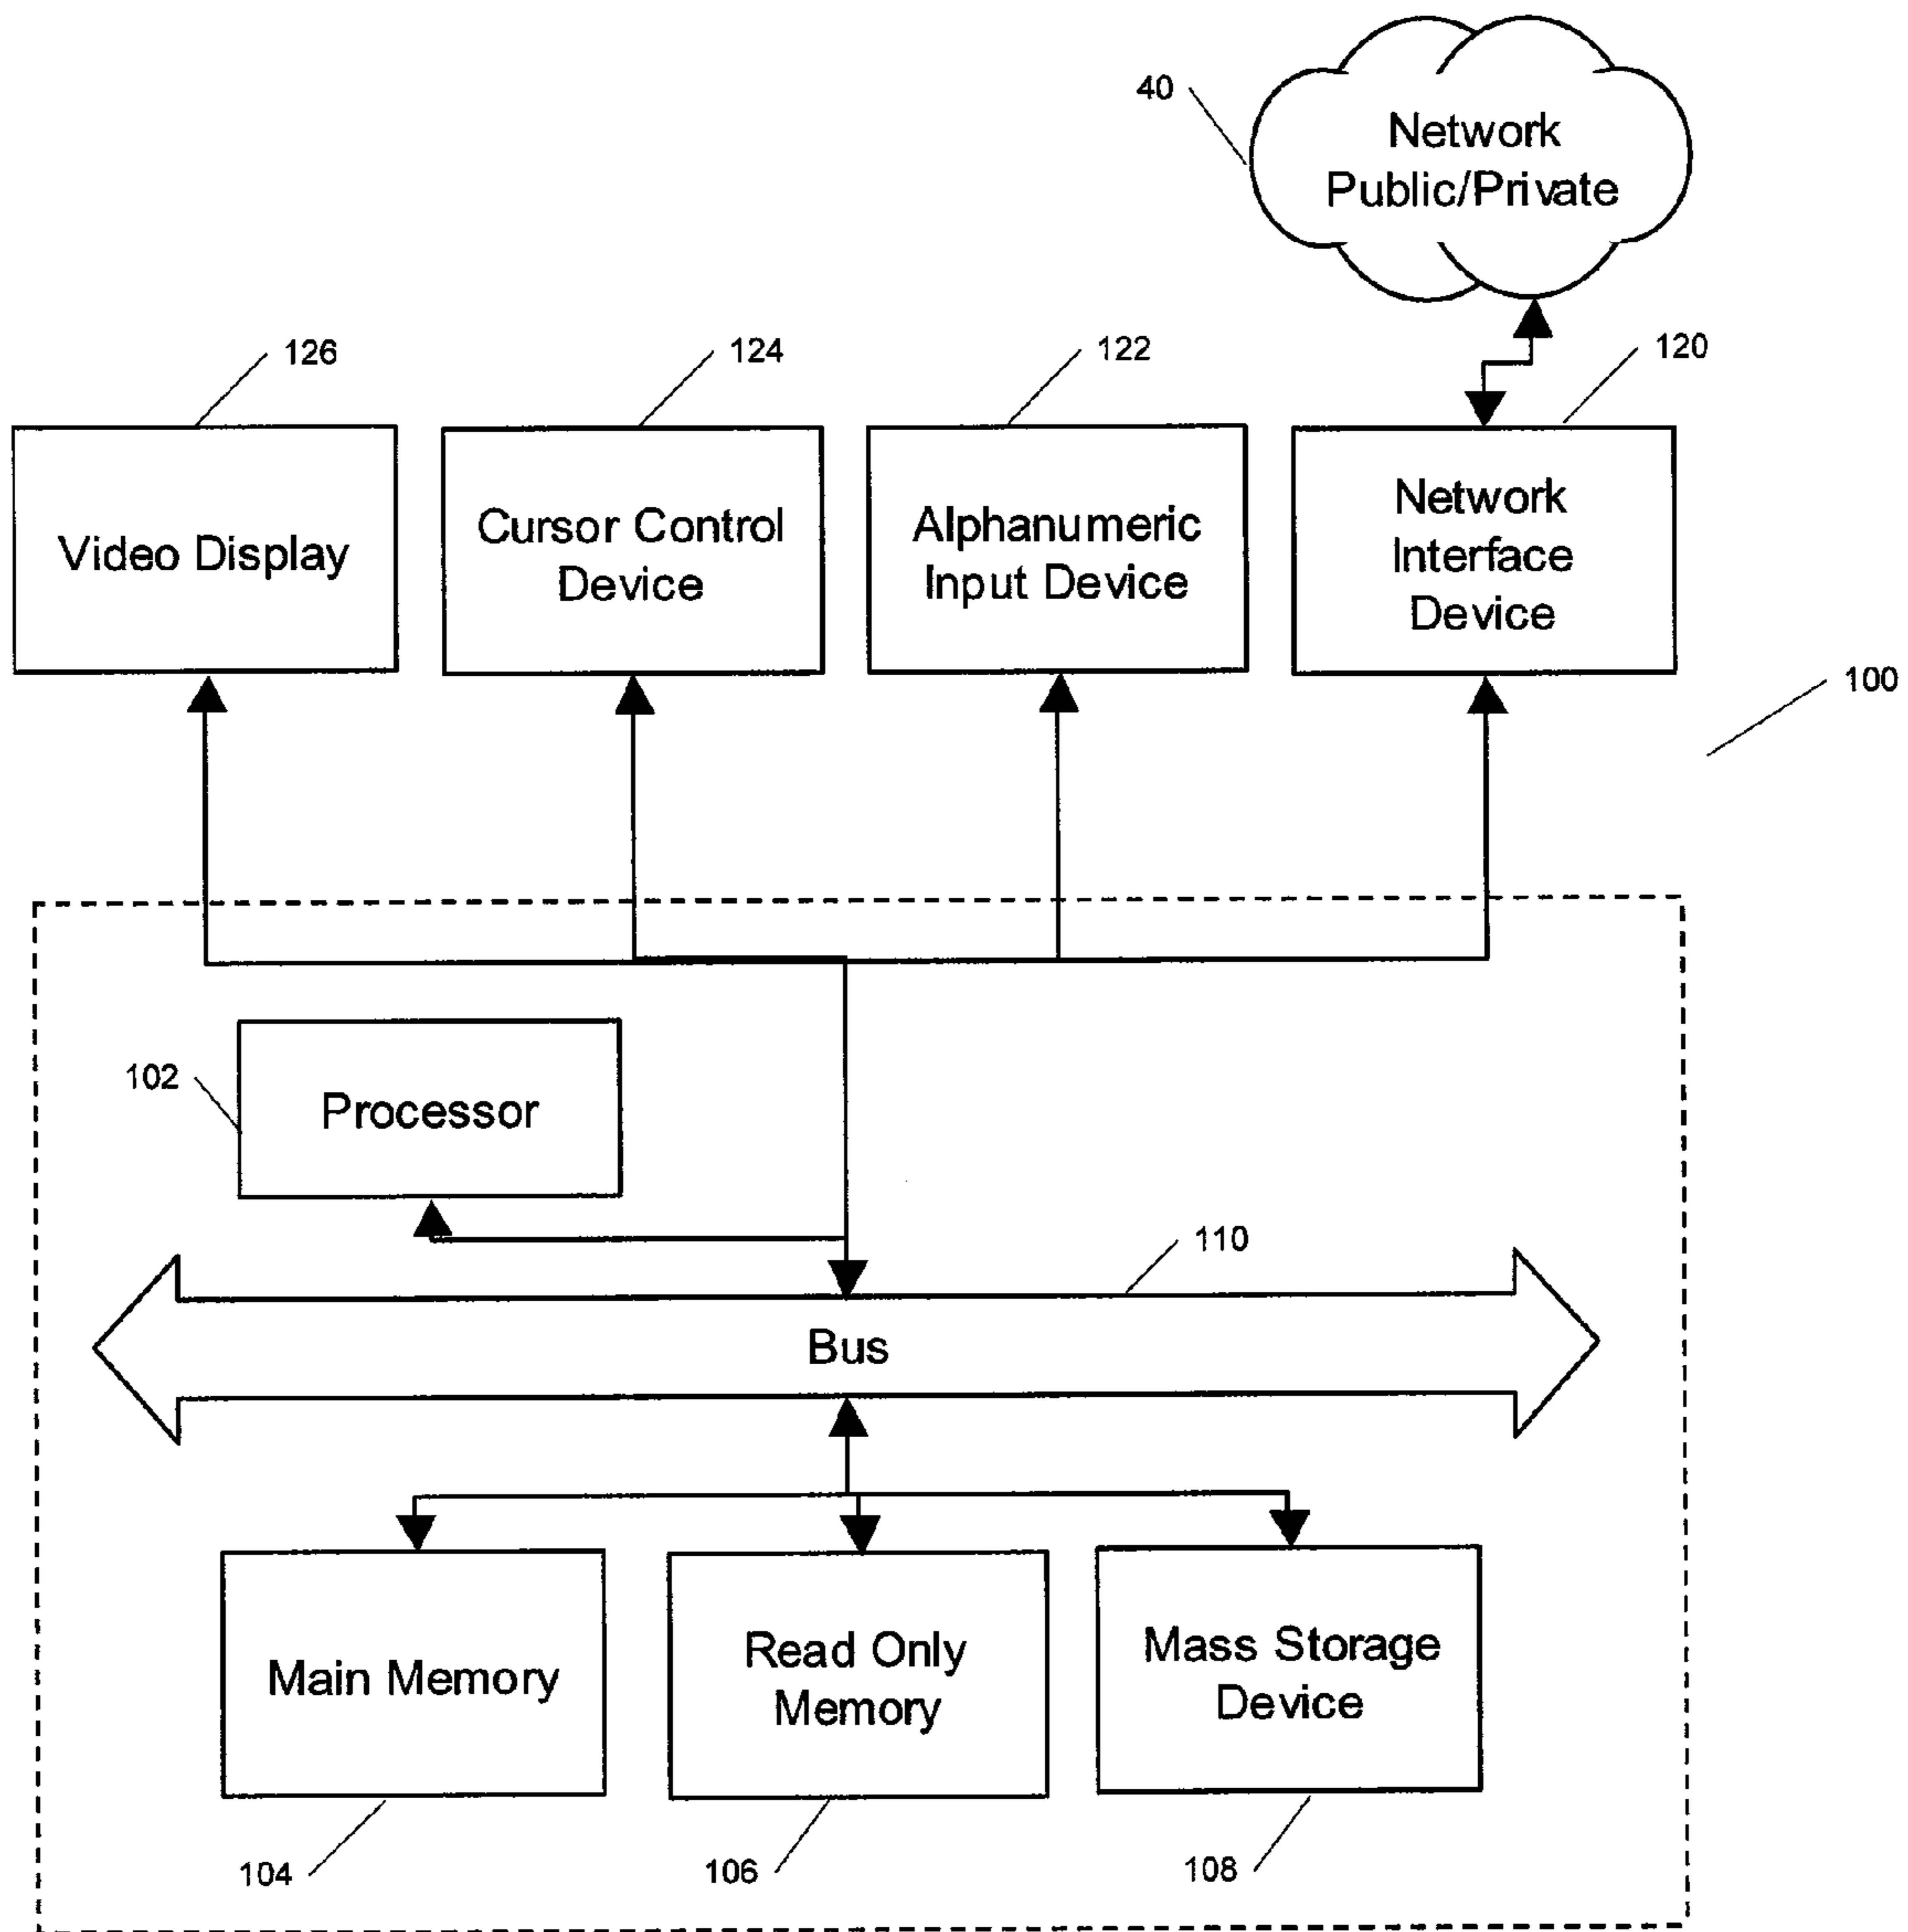 40
Network
Public/Private
126
124
122
120
Video Display
Cursor Control
Device
Alphanumeric
Input Device
Network
Interface
Device
100
102
Processor
110
Bus
Main Memory
Read Only
Memory
Mass Storage
Device
104
106
108